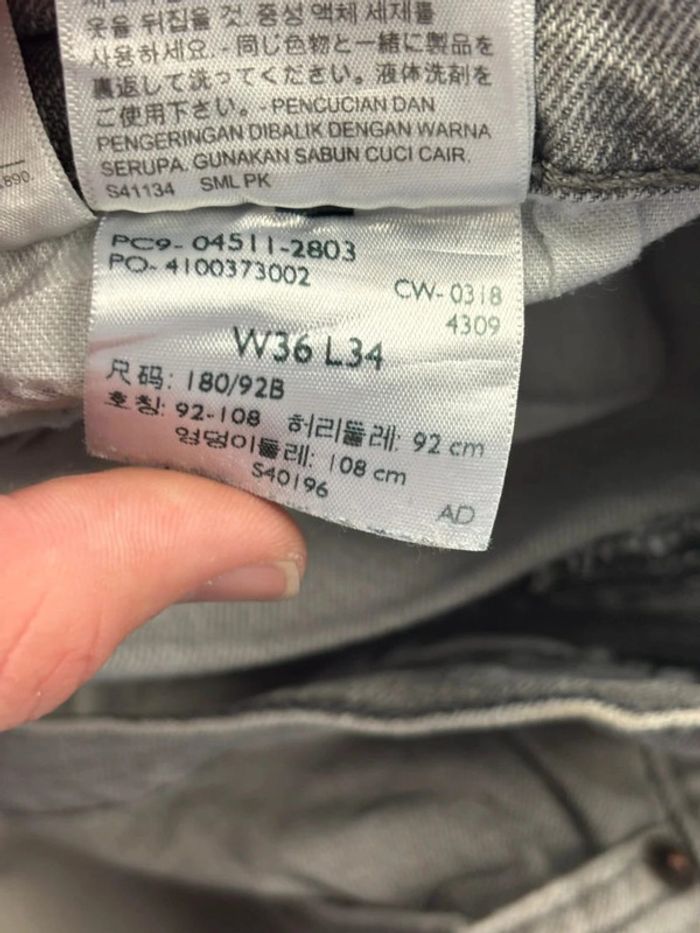 옷을 뒤집을 것. 중성 액체 세제를
사용하세요. - 同じ色物と一緒に製品を
裏返して洗ってください。液体洗剤を
ご使用下さい。- PENCUCIAN DAN
PENGERINGAN DIBALIK DENGAN WARNA
SERUPA. GUNAKAN SABUN CUCI CAIR.
S41134 SML PK
890.
PC9- 04511-2803
PO- 4100373002
CW- 0318
4309
W36 L34
尺码: 180/92B
호칭: 92-108 허리둘레: 92 cm
엉덩이둘레: 108 cm
S40196
AD